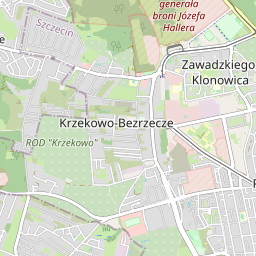 generała
broni Józefa
Hallera
Szczecin
Zawadzkiego
Klonowica
Krzekowo-Bezrzecze
ROD "Krzekowo"